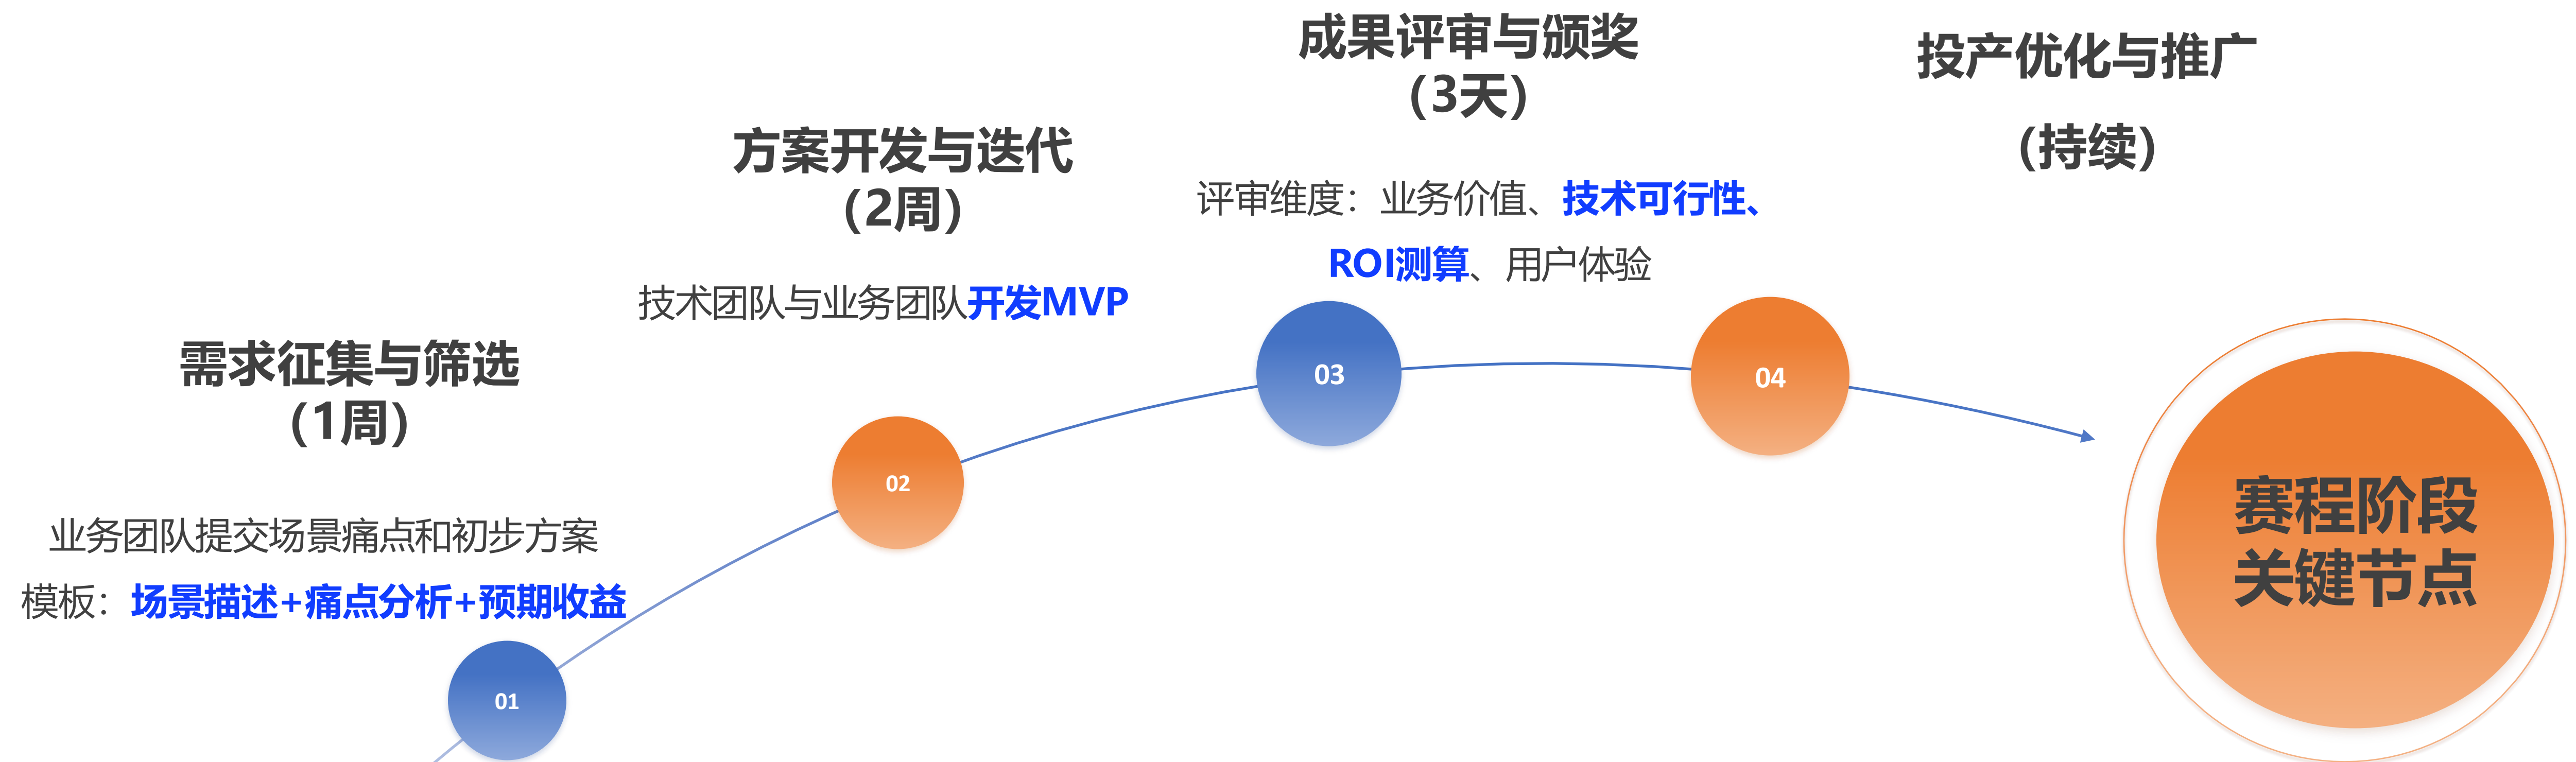 需求征集与筛选
(1周)
业务团队提交场景痛点和初步方案
模板：场景描述+痛点分析+预期收益
01
方案开发与迭代
(2周)
技术团队与业务团队开发MVP
02
成果评审与颁奖
(3天)
评审维度：业务价值、技术可行性、
ROI测算、用户体验
03
投产优化与推广
(持续)
04
赛程阶段
关键节点